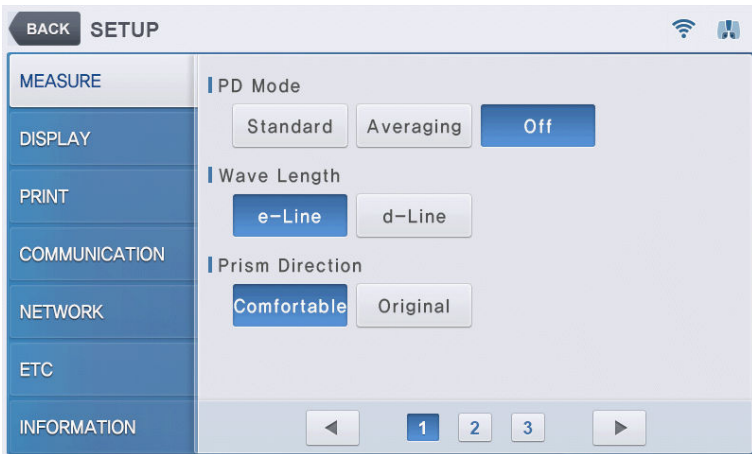 BACK SETUP
MEASURE
DISPLAY
PRINT
COMMUNICATION
NETWORK
ETC
INFORMATION
PD Mode
Standard Averaging Off
Wave Length
e-Line d-Line
Prism Direction
Comfortable Original
1 2 3